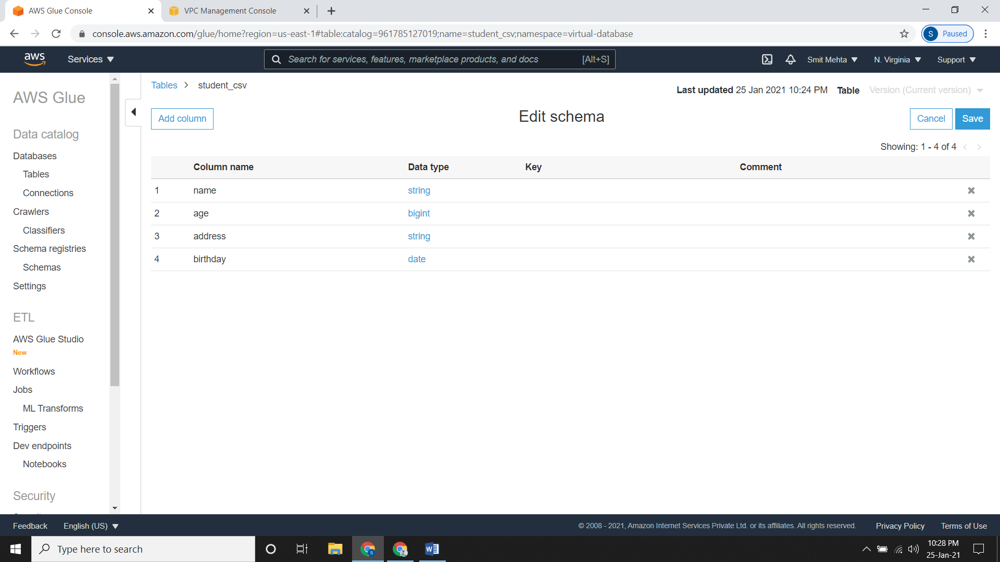 AWS Glue Console
VPC Management Console
console.aws.amazon.com/glue/home?region=us-east-1#table:catalog=961785127019;name=student_csv;namespace=virtual-database
S Paused
aws Services Search for services, features, marketplace products, and docs [Alt+S] Smit Mehta N. Virginia Support
AWS Glue
Data catalog
Databases
Tables
Connections
Crawlers
Classifiers
Schema registries
Schemas
Settings
ETL
AWS Glue Studio
New
Workflows
Jobs
ML Transforms
Triggers
Dev endpoints
Notebooks
Security
Tables > student_csv
Last updated 25 Jan 2021 10:24 PM Table Version (Current version)
Add column
Edit schema
Cancel Save
Showing: 1 - 4 of 4 < >
Column name Data type Key Comment
1 name string
2 age bigint
3 address string
4 birthday date
Feedback English (US) © 2008 - 2021, Amazon Internet Services Private Ltd. or its affiliates. All rights reserved. Privacy Policy Terms of Use
Type here to search
10:28 PM
25-Jan-21